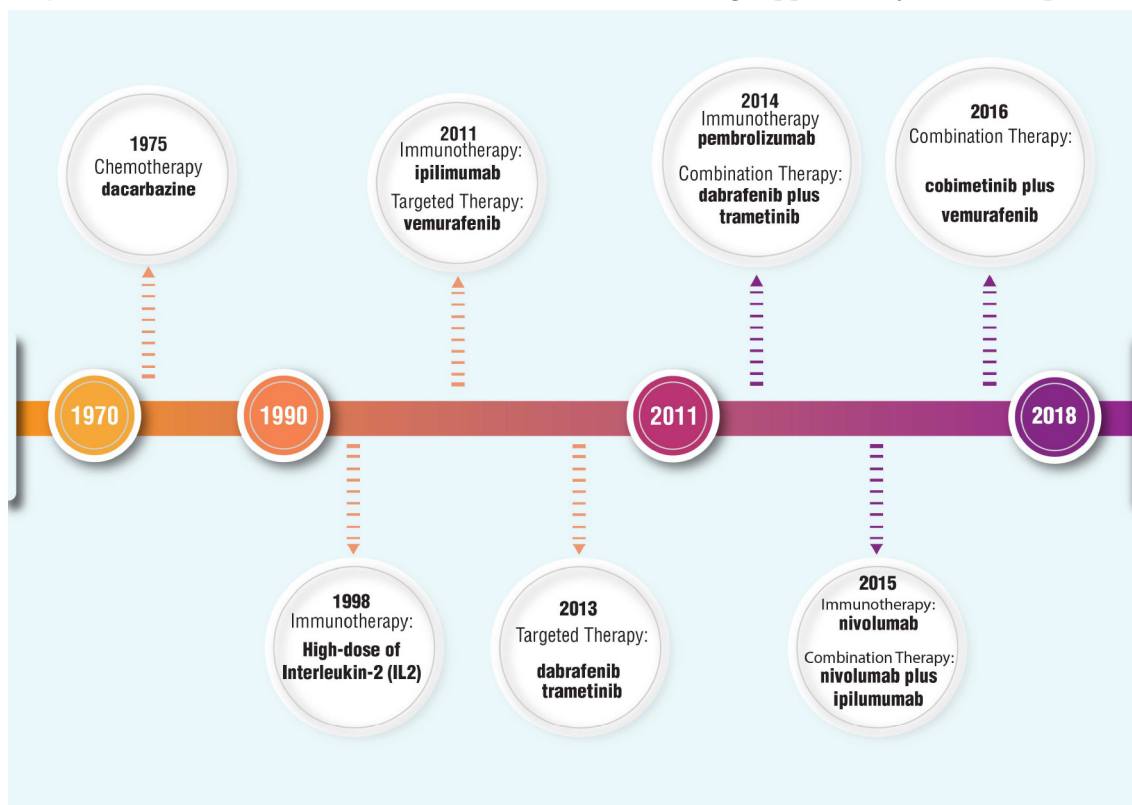 1975
Chemotherapy
dacarbazine
2011
Immunotherapy:
ipilimumab
Targeted Therapy:
vemurafenib
2014
Immunotherapy
pembrolizumab
Combination Therapy:
dabrafenib plus
trametinib
2016
Combination Therapy:
cobimetinib plus
vemurafenib
1970
1990
2011
2018
1998
Immunotherapy:
High-dose of
Interleukin-2 (IL2)
2013
Targeted Therapy:
dabrafenib
trametinib
2015
Immunotherapy:
nivolumab
Combination Therapy:
nivolumab plus
ipilumumab